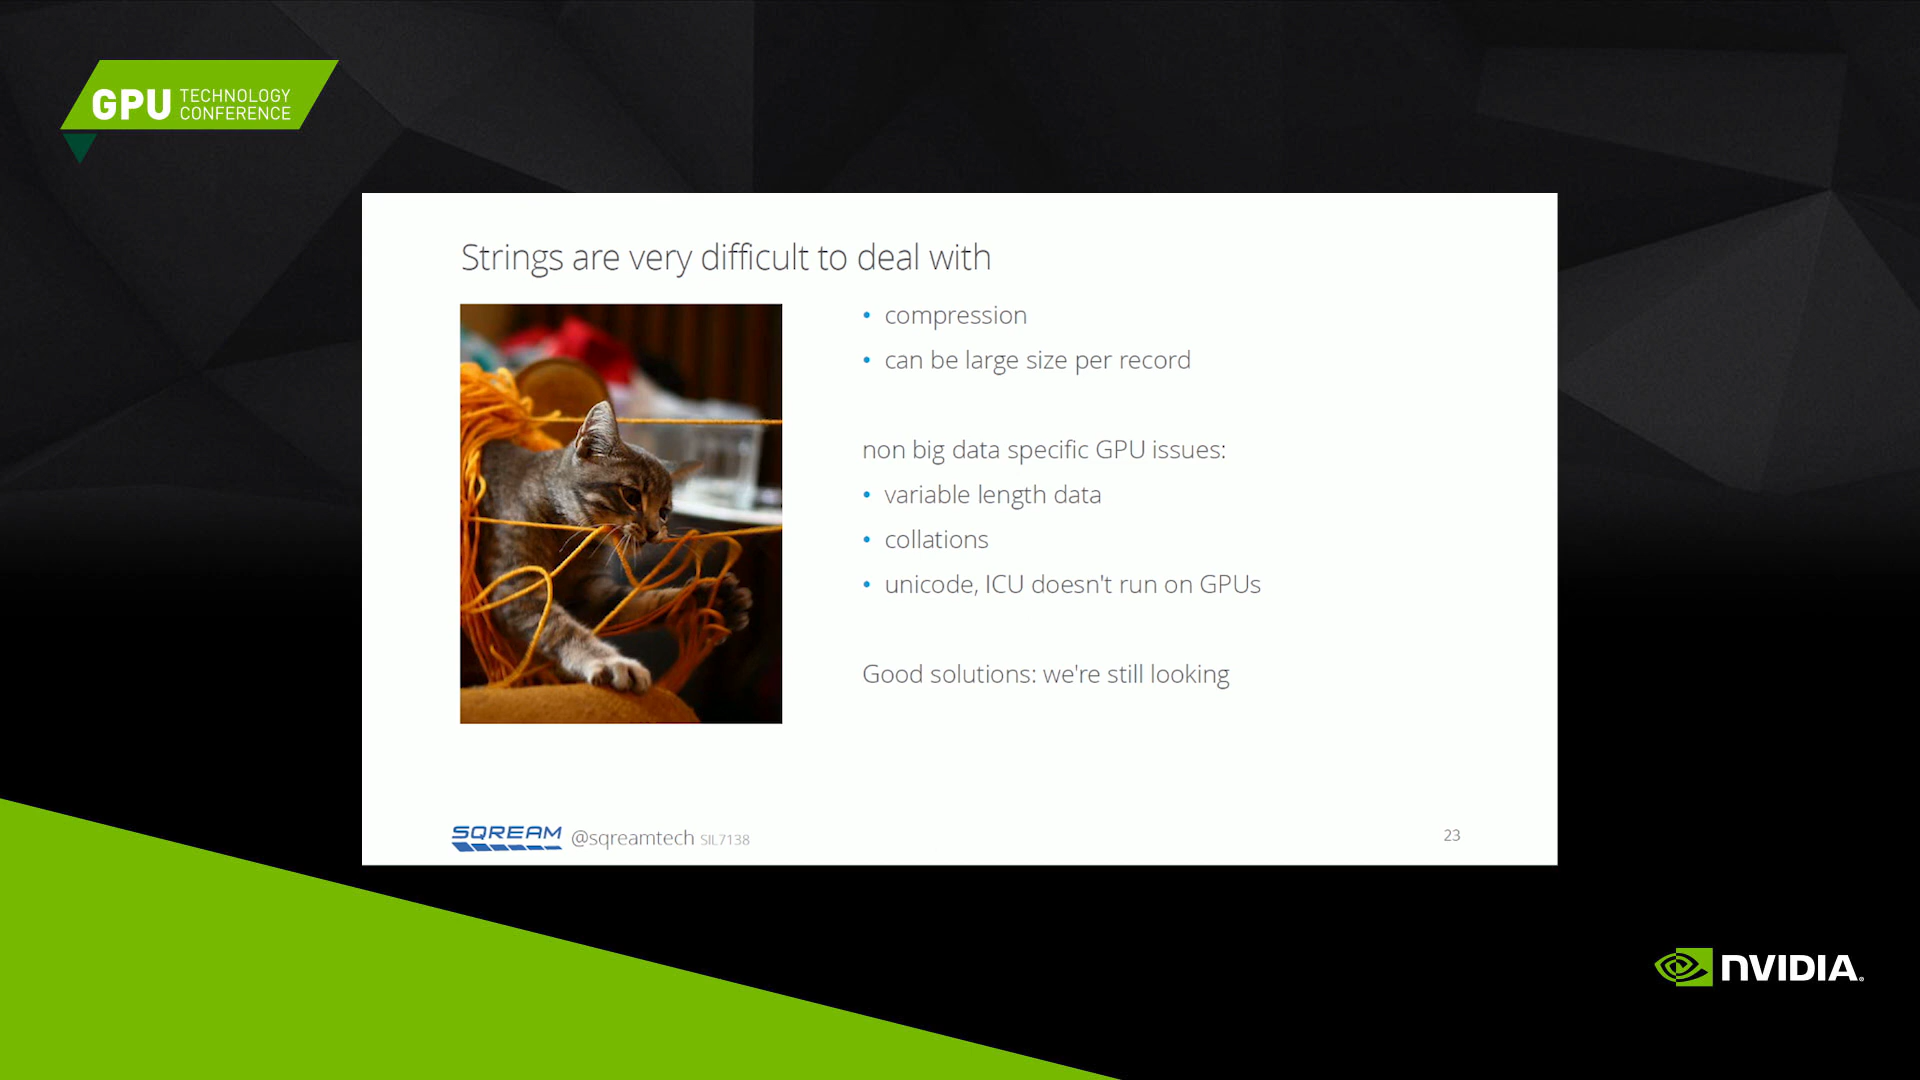 GPU TECHNOLOGY
CONFERENCE
Strings are very difficult to deal with
• compression
• can be large size per record
non big data specific GPU issues:
• variable length data
• collations
• unicode, ICU doesn't run on GPUs
Good solutions: we're still looking
SQREAM @sqreamtech SIL7138
23
NVIDIA.